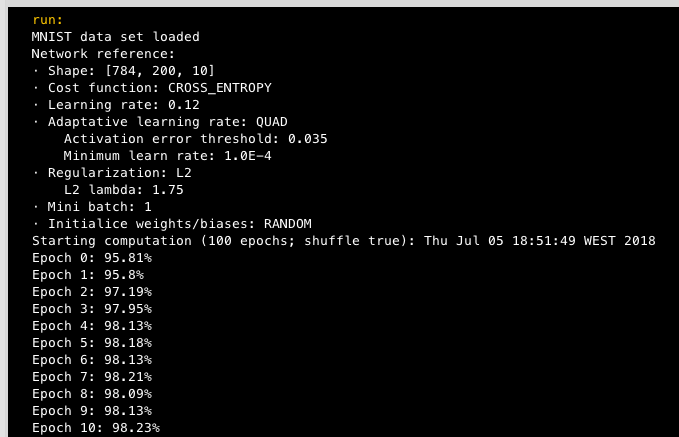 run:
MNIST data set loaded
Network reference:
· Shape: [784, 200, 10]
· Cost function: CROSS_ENTROPY
· Learning rate: 0.12
· Adaptative learning rate: QUAD
Activation error threshold: 0.035
Minimum learn rate: 1.0E-4
· Regularization: L2
L2 lambda: 1.75
· Mini batch: 1
· Initialice weights/biases: RANDOM
Starting computation (100 epochs; shuffle true): Thu Jul 05 18:51:49 WEST 2018
Epoch 0: 95.81%
Epoch 1: 95.8%
Epoch 2: 97.19%
Epoch 3: 97.95%
Epoch 4: 98.13%
Epoch 5: 98.18%
Epoch 6: 98.13%
Epoch 7: 98.21%
Epoch 8: 98.09%
Epoch 9: 98.13%
Epoch 10: 98.23%